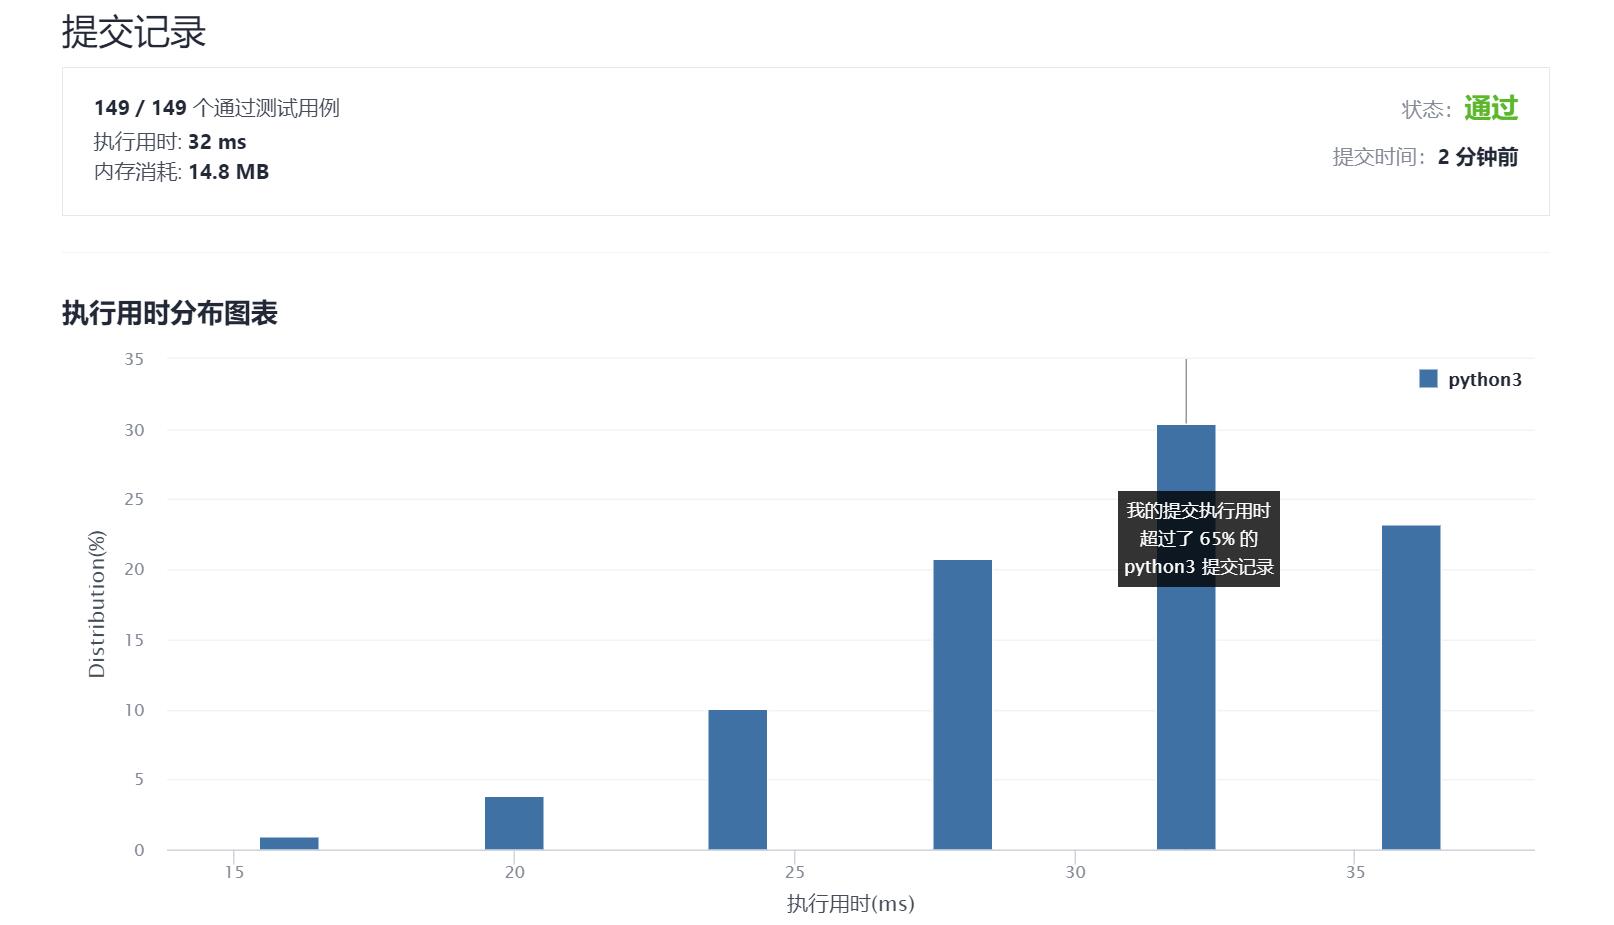 提交记录
149 / 149 个通过测试用例
状态：通过
执行用时: 32 ms
提交时间：2 分钟前
内存消耗: 14.8 MB
执行用时分布图表
35
python3
30
25
我的提交执行用时
超过了 65% 的
python3 提交记录
Distribution(%)
20
15
10
5
0
15
20
25
30
35
执行用时(ms)